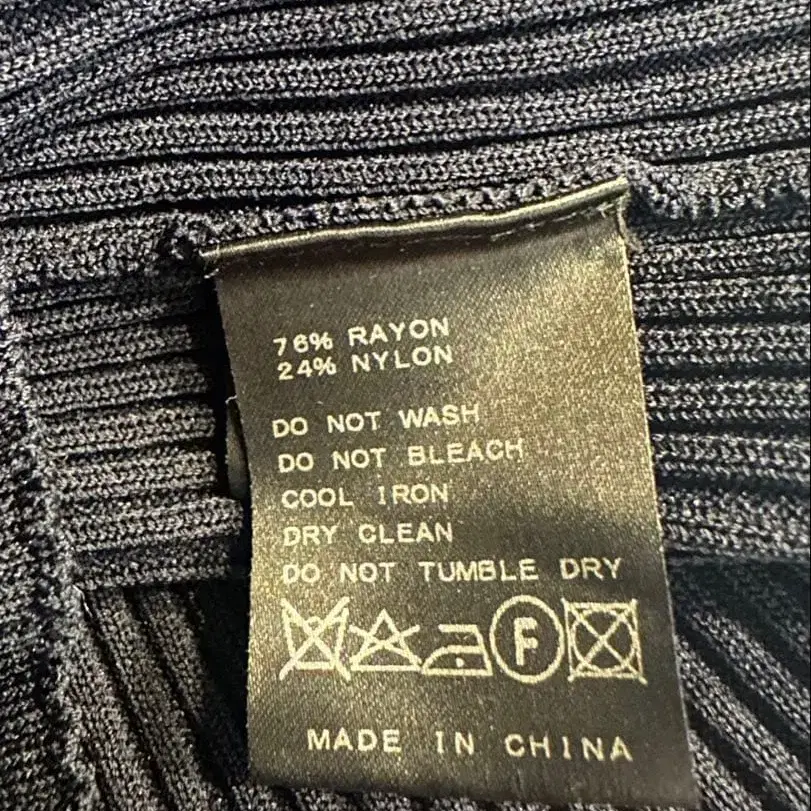 76% RAYON
24% NYLON
DO NOT WASH
DO NOT BLEACH
COOL IRON
DRY CLEAN
DO NOT TUMBLE DRY
F
MADE IN CHINA